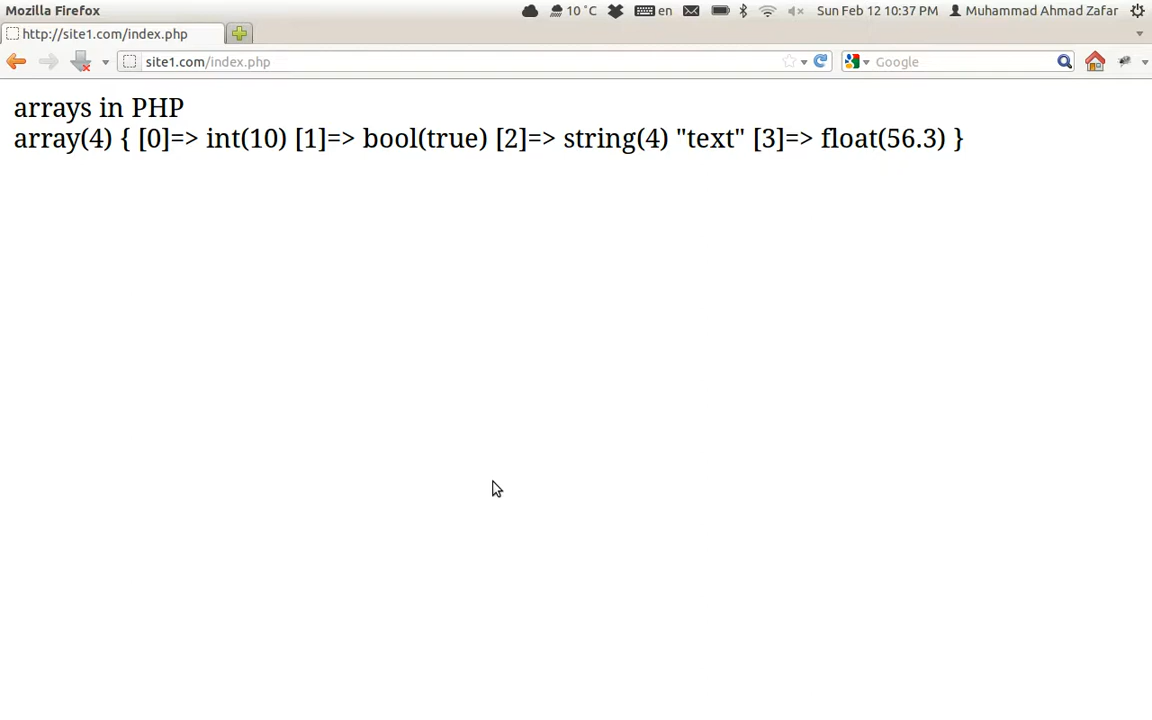 Mozilla Firefox 10 °C en Sun Feb 12 10:37 PM Muhammad Ahmad Zafar
http://site1.com/index.php
site1.com/index.php Google
arrays in PHP
array(4) { [0]=> int(10) [1]=> bool(true) [2]=> string(4) "text" [3]=> float(56.3) }